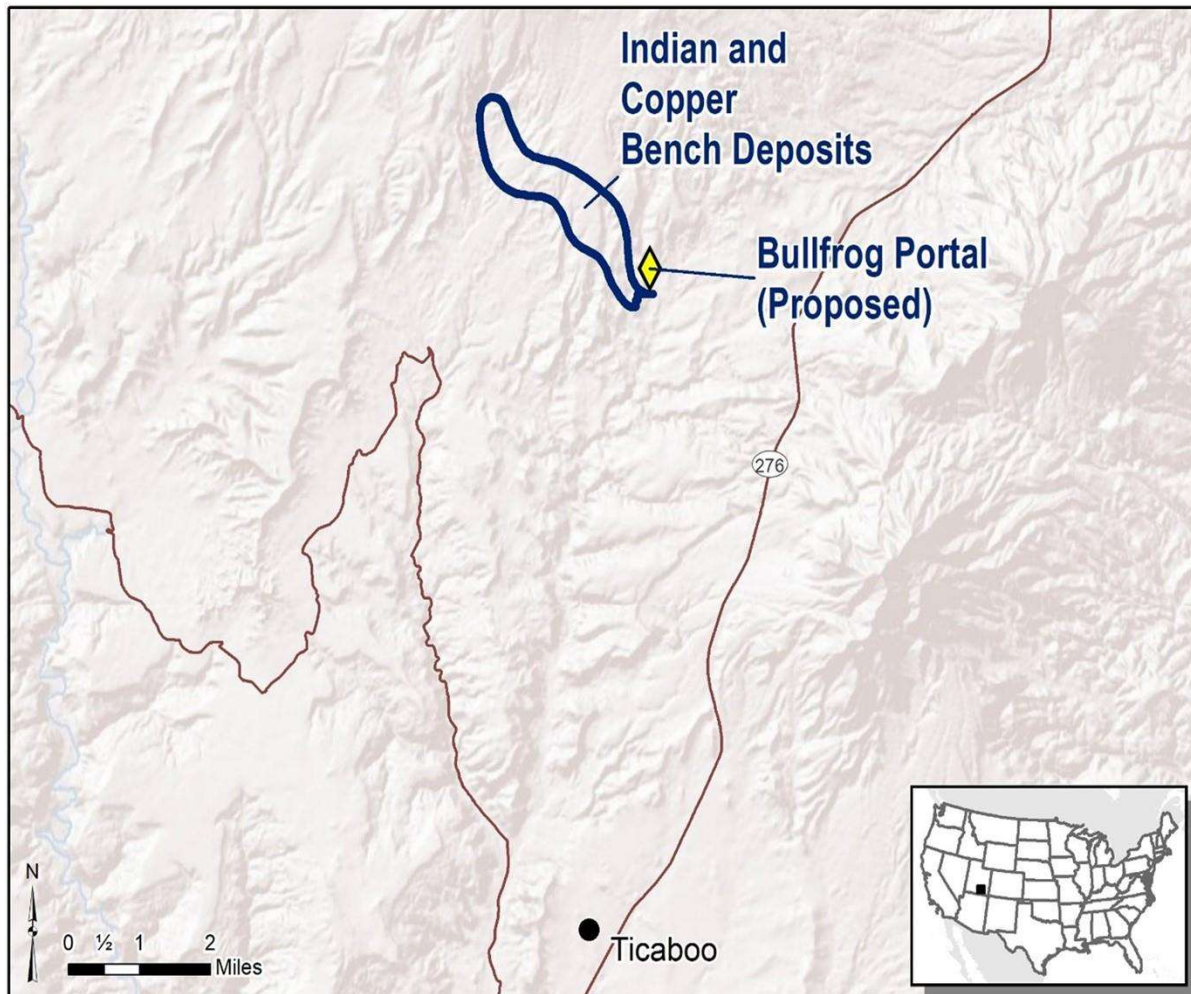 Indian and
Copper
Bench Deposits
Bullfrog Portal
(Proposed)
276
N
0 ½ 1 2
Miles
Ticaboo